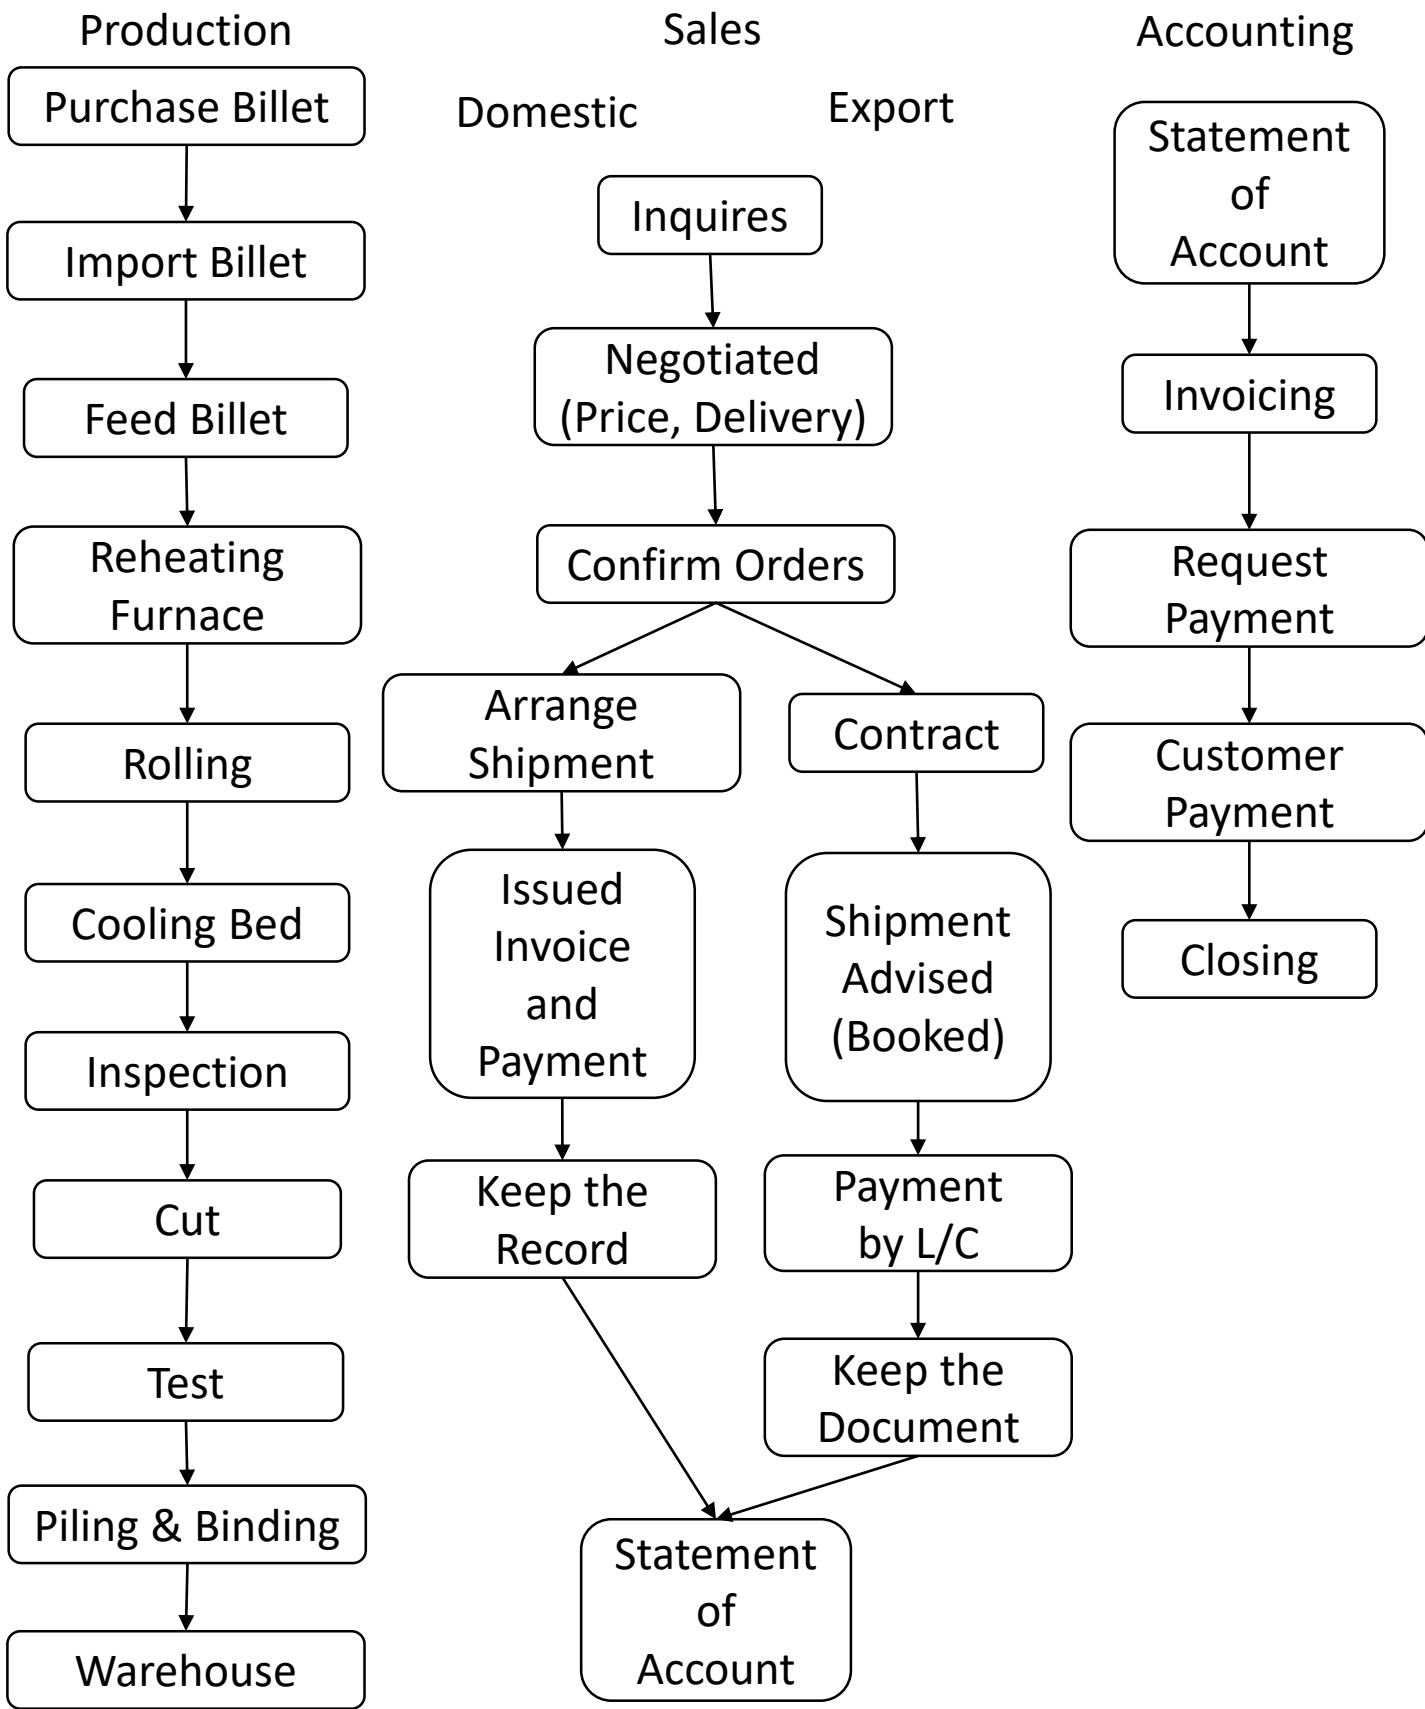 Production
Purchase Billet
Import Billet
Feed Billet
Reheating
Furnace
Rolling
Cooling Bed
Inspection
Cut
Test
Piling & Binding
Warehouse
Sales
Domestic
Export
Inquires
Negotiated
(Price, Delivery)
Confirm Orders
Arrange
Shipment
Issued
Invoice
and
Payment
Keep the
Record
Contract
Shipment
Advised
(Booked)
Payment
by L/C
Keep the
Document
Statement
of
Account
Accounting
Statement
of
Account
Invoicing
Request
Payment
Customer
Payment
Closing